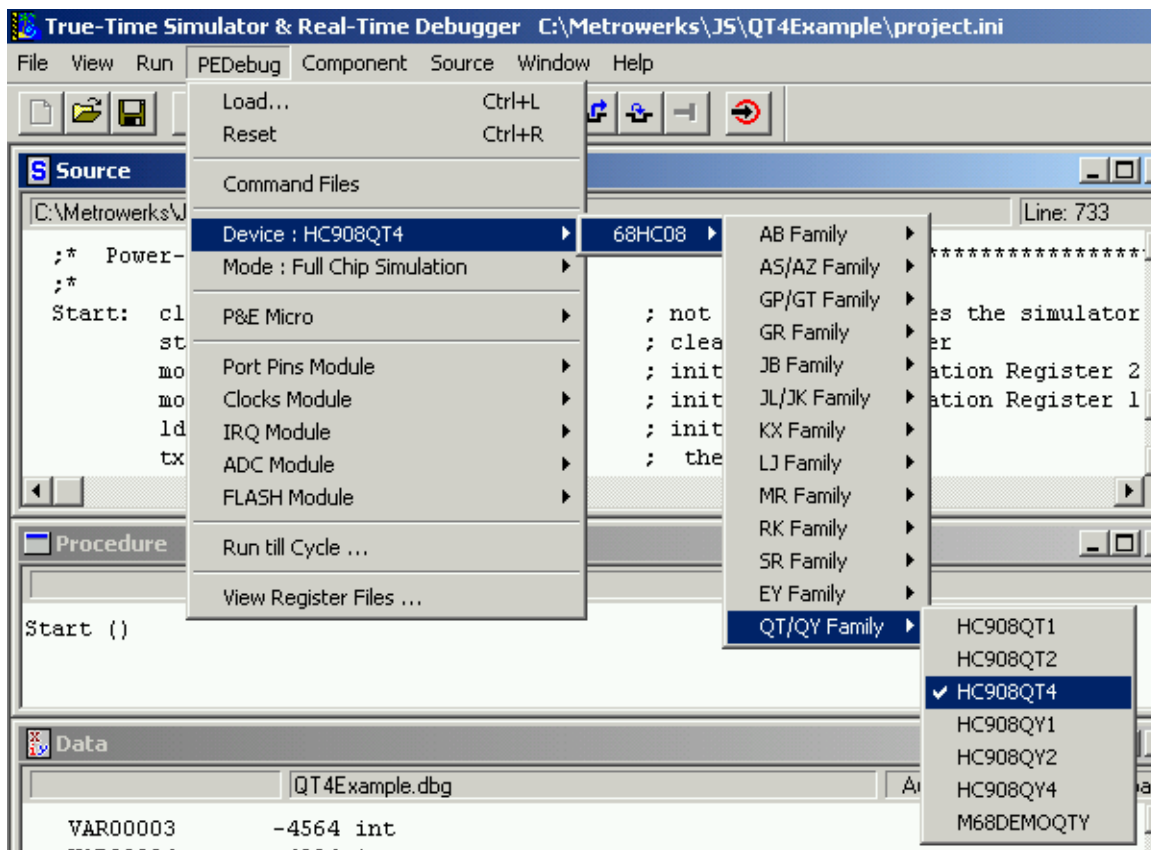 True-Time Simulator & Real-Time Debugger C:\Metrowerks\JS\QT4Example\project.ini
File View Run PEDebug Component Source Window Help
Load... Ctrl+L
Reset Ctrl+R
Command Files
Device : HC908QT4
Mode : Full Chip Simulation
P&E Micro
Port Pins Module
Clocks Module
IRQ Module
ADC Module
FLASH Module
Run till Cycle ...
View Register Files ...
68HC08
AB Family
AS/AZ Family
GP/GT Family
GR Family
JB Family
JL/JK Family
KX Family
LJ Family
MR Family
RK Family
SR Family
EY Family
QT/QY Family
HC908QT1
HC908QT2
HC908QT4
HC908QY1
HC908QY2
HC908QY4
M68DEMOQTY
Source
C:\Metrowerks\J
Line: 733
;* Power-
*****************
;*
Start: cl ; not es the simulator
st ; clea er
mo ; init ation Register 2
mo ; init ation Register 1
ld ; init
tx ; the
Procedure
Start ()
Data
QT4Example.dbg
VAR00003 -4564 int